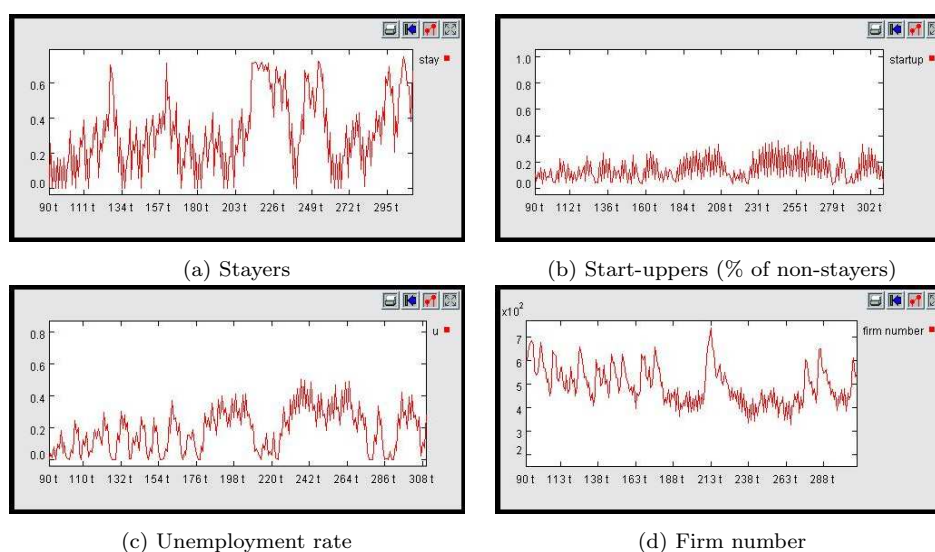 stay
0.6
0.4
0.2
0.0
90 t 111 t 134 t 157 t 180 t 203 t 226 t 249 t 272 t 295 t
(a) Stayers
startup
1.0
0.8
0.6
0.4
0.2
0.0
90 t 112 t 136 t 160 t 184 t 208 t 231 t 255 t 279 t 302 t
(b) Start-uppers (% of non-stayers)
u
0.8
0.6
0.4
0.2
0.0
90 t 110 t 132 t 154 t 176 t 198 t 220 t 242 t 264 t 286 t 308 t
(c) Unemployment rate
x10²
firm number
7
6
5
4
3
2
90 t 113 t 138 t 163 t 188 t 213 t 238 t 263 t 288 t
(d) Firm number